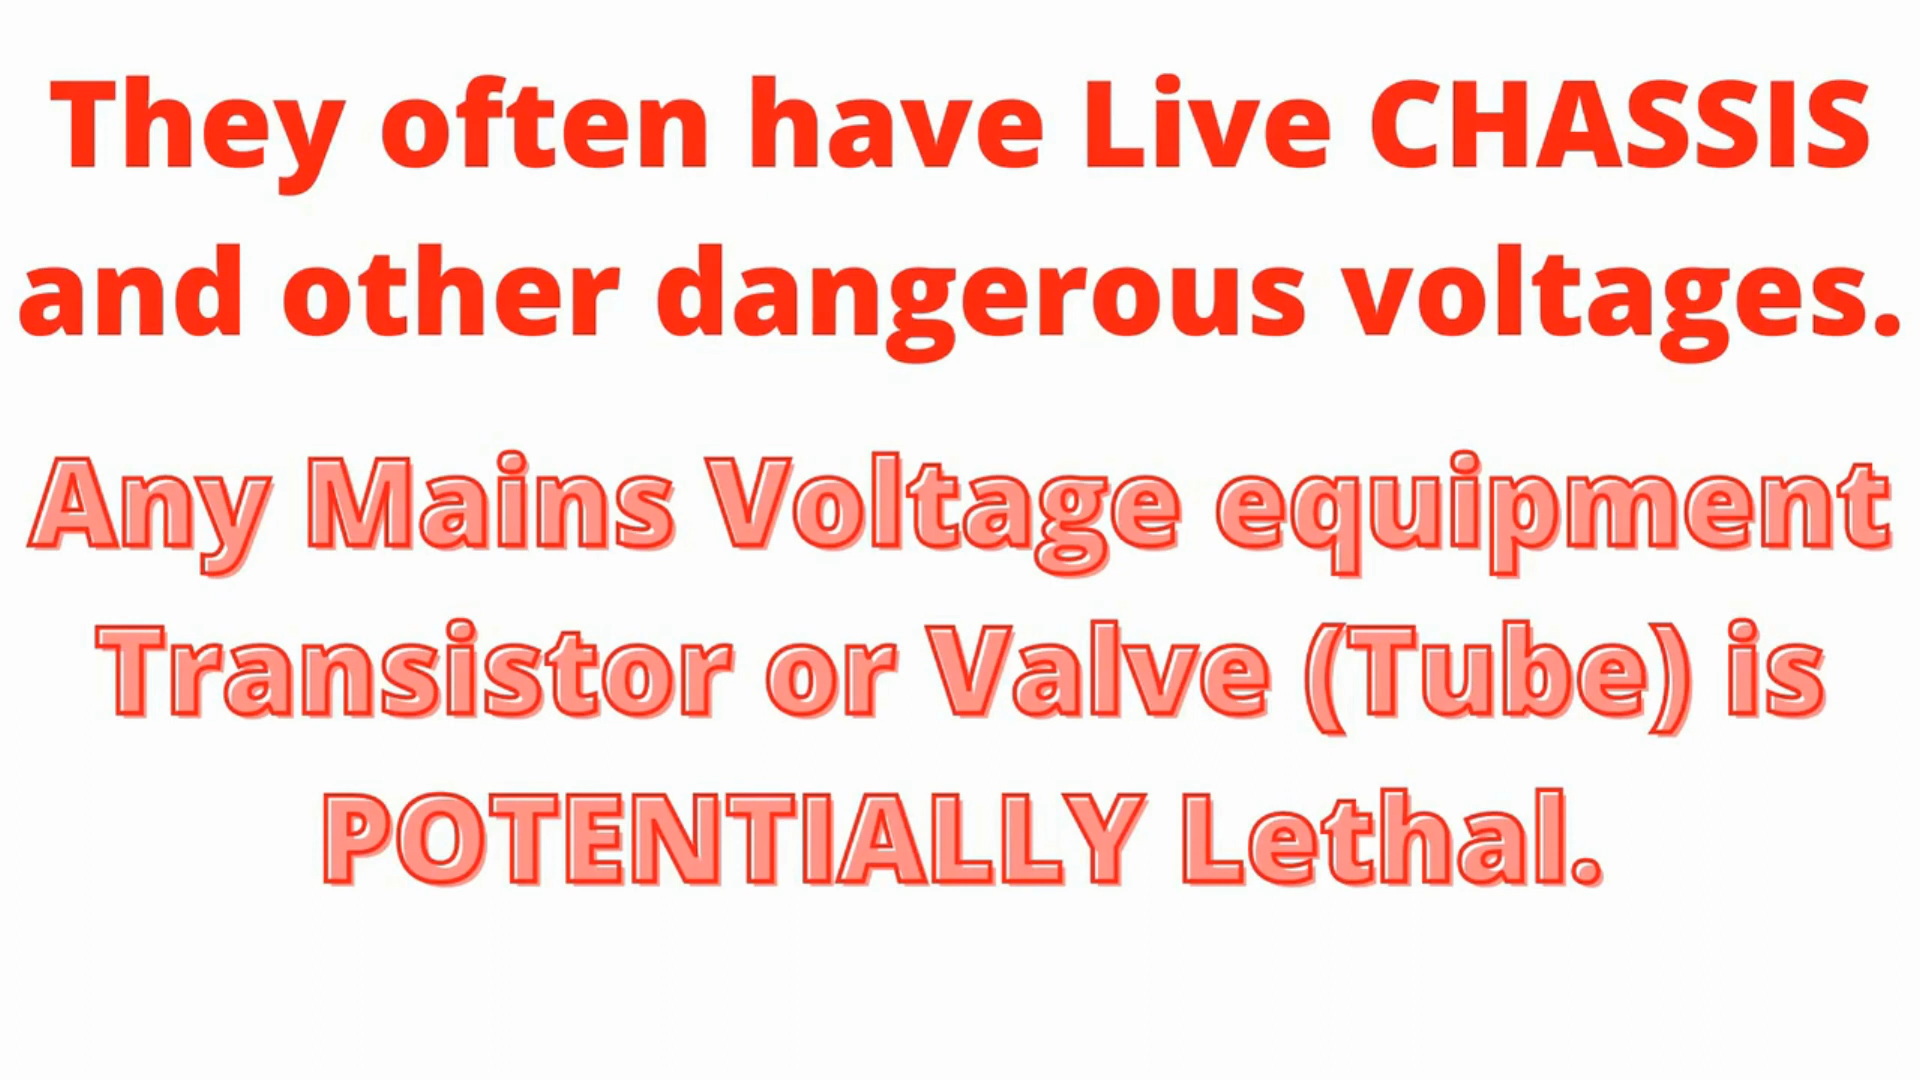 They often have Live CHASSIS
and other dangerous voltages.
Any Mains Voltage equipment
Transistor or Valve (Tube) is
POTENTIALLY Lethal.